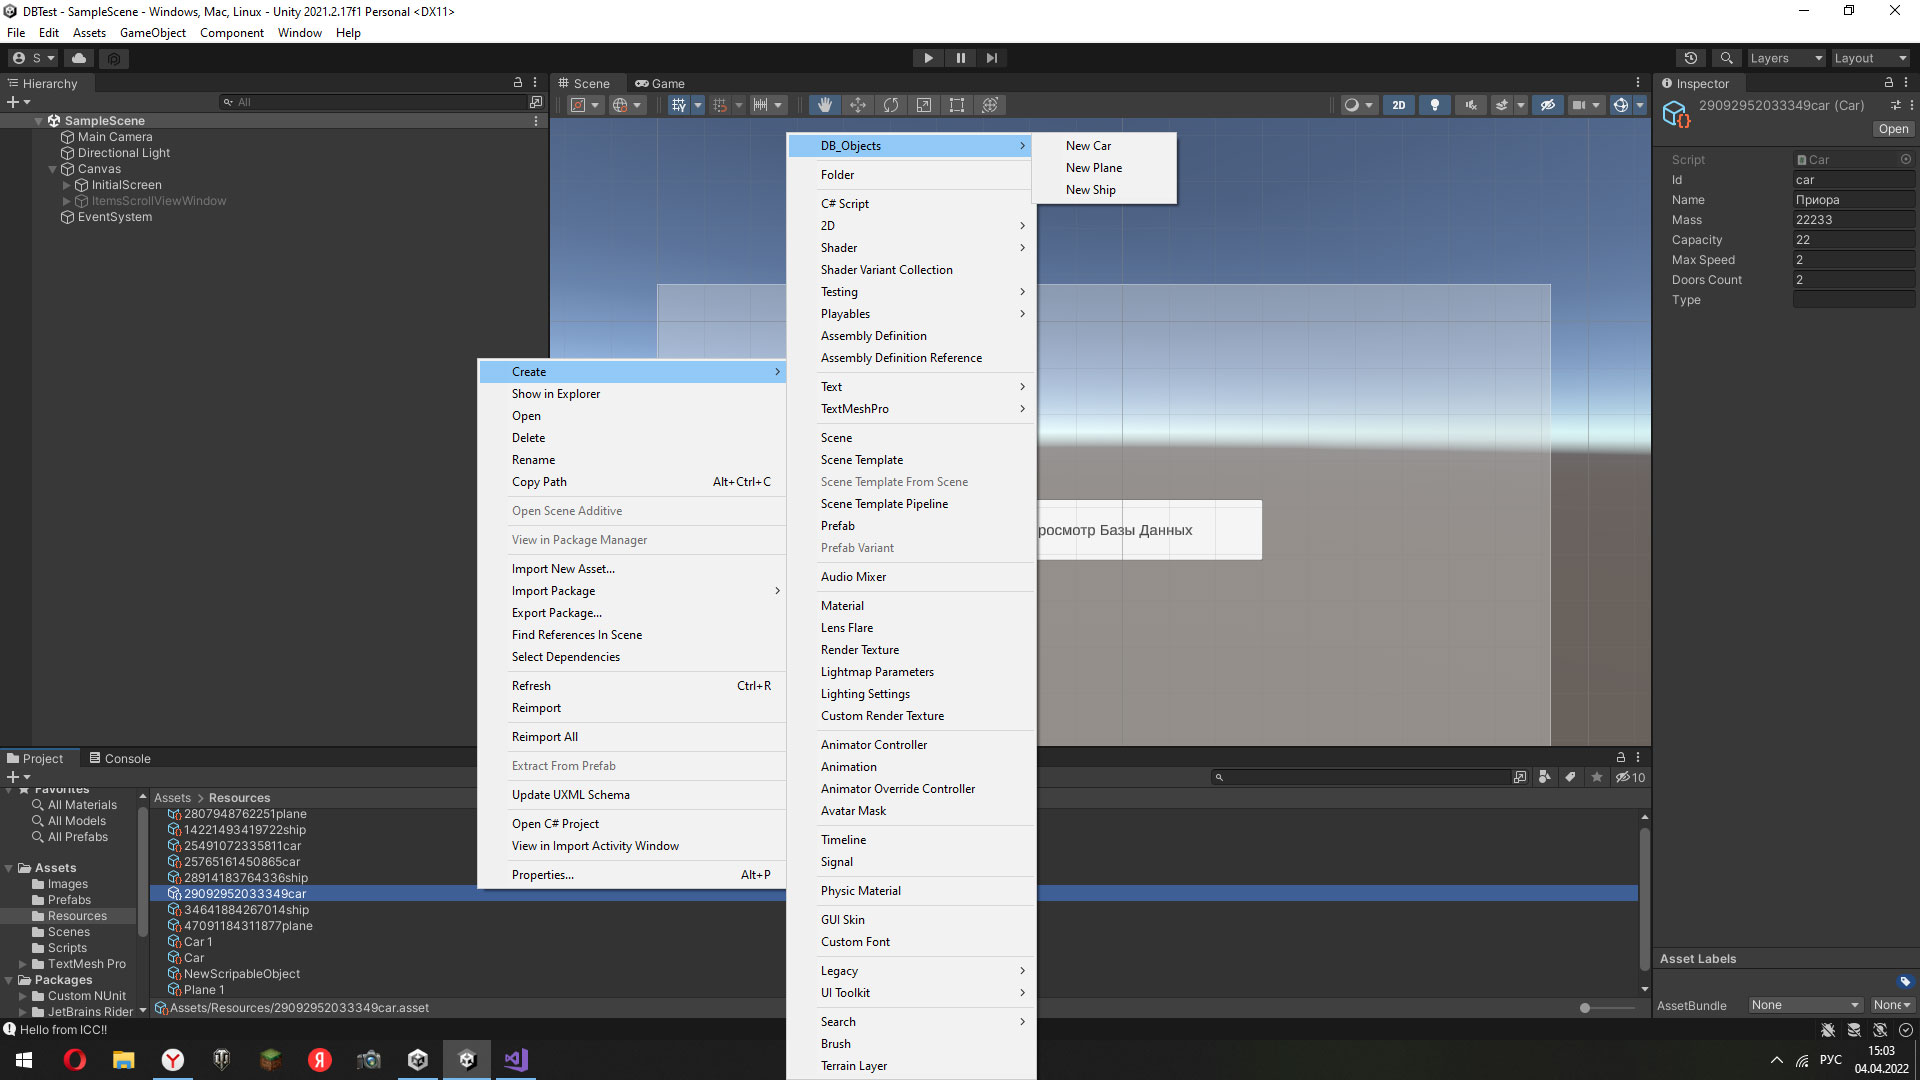 DBTest - SampleScene - Windows, Mac, Linux - Unity 2021.2.17f1 Personal <DX11>
File Edit Assets GameObject Component Window Help
S
Layers
Layout
Hierarchy
All
SampleScene
Main Camera
Directional Light
Canvas
InitialScreen
ItemsScrollViewWindow
EventSystem
Scene
Game
2D
росмотр Базы Данных
Create
Show in Explorer
Open
Delete
Rename
Copy Path Alt+Ctrl+C
Open Scene Additive
View in Package Manager
Import New Asset...
Import Package
Export Package...
Find References In Scene
Select Dependencies
Refresh Ctrl+R
Reimport
Reimport All
Extract From Prefab
Update UXML Schema
Open C# Project
View in Import Activity Window
Properties... Alt+P
DB_Objects
Folder
C# Script
2D
Shader
Shader Variant Collection
Testing
Playables
Assembly Definition
Assembly Definition Reference
Text
TextMeshPro
Scene
Scene Template
Scene Template From Scene
Scene Template Pipeline
Prefab
Prefab Variant
Audio Mixer
Material
Lens Flare
Render Texture
Lightmap Parameters
Lighting Settings
Custom Render Texture
Animator Controller
Animation
Animator Override Controller
Avatar Mask
Timeline
Signal
Physic Material
GUI Skin
Custom Font
Legacy
UI Toolkit
Search
Brush
Terrain Layer
New Car
New Plane
New Ship
Inspector
29092952033349car (Car)
Open
Script Car
Id car
Name Приора
Mass 22233
Capacity 22
Max Speed 2
Doors Count 2
Type
Asset Labels
AssetBundle None None
Project
Console
10
Favorites
All Materials
All Models
All Prefabs
Assets
Images
Prefabs
Resources
Scenes
Scripts
TextMesh Pro
Packages
Custom NUnit
JetBrains Rider
Assets > Resources
2807948762251plane
14221493419722ship
25491072335811car
25765161450865car
28914183764336ship
29092952033349car
34641884267014ship
47091184311877plane
Car 1
Car
NewScripableObject
Plane 1
Assets/Resources/29092952033349car.asset
Hello from ICC!!
РУС
15:03
04.04.2022